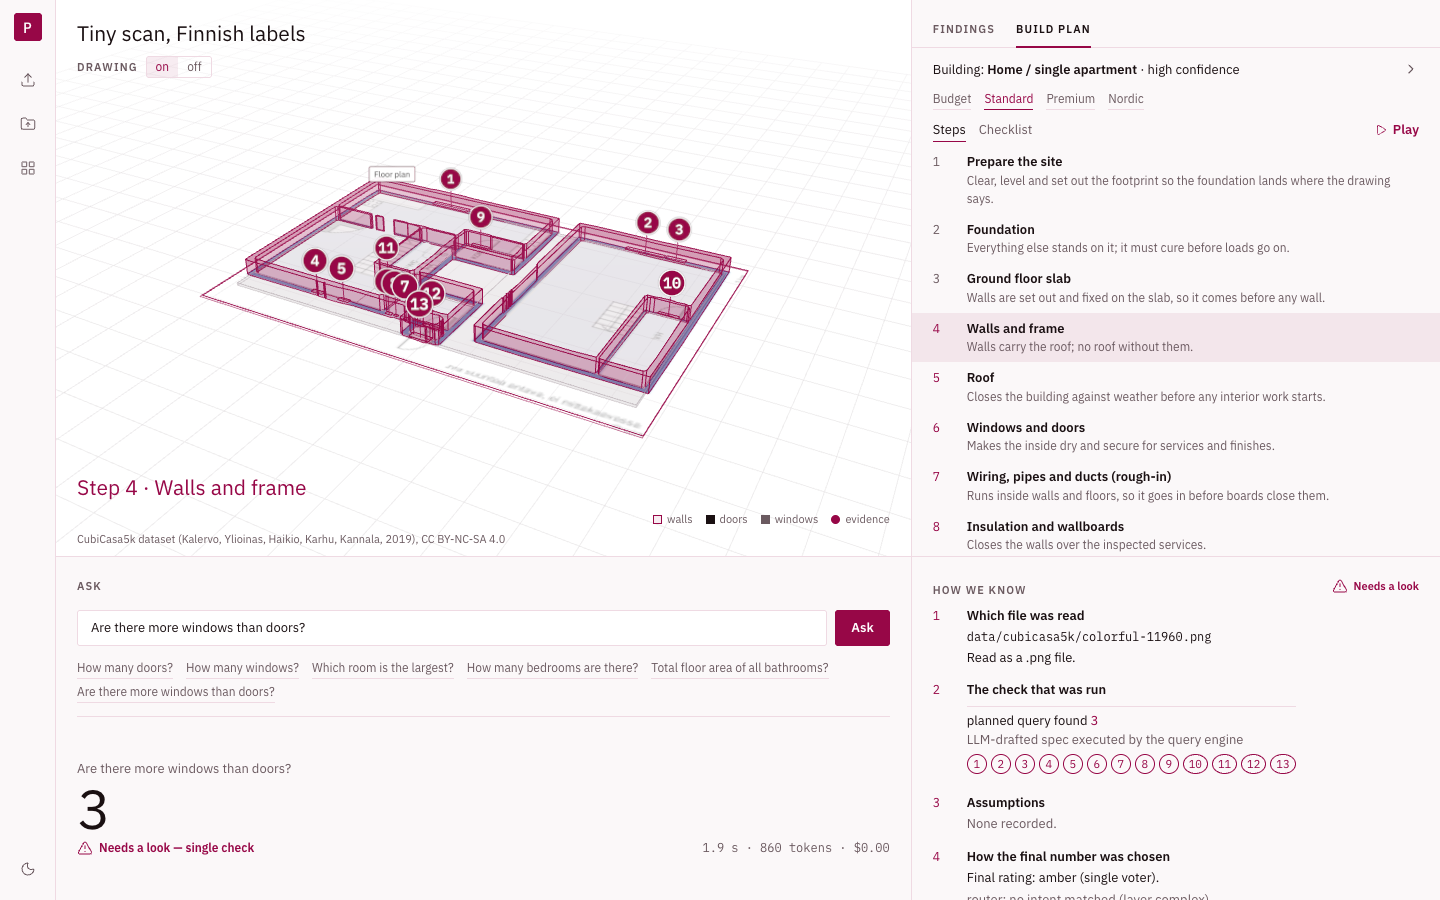 P
Tiny scan, Finnish labels
DRAWING on off
Floor plan
1
9
2
3
11
4
5
7
12
13
10
Step 4 · Walls and frame
walls doors windows evidence
CubiCasa5k dataset (Kalervo, Ylioinas, Haikio, Karhu, Kannala, 2019), CC BY-NC-SA 4.0
ASK
Are there more windows than doors?
Ask
How many doors? How many windows? Which room is the largest? How many bedrooms are there? Total floor area of all bathrooms?
Are there more windows than doors?
Are there more windows than doors?
3
Needs a look — single check
1.9 s · 860 tokens · $0.00
FINDINGS BUILD PLAN
Building: Home / single apartment · high confidence
Budget Standard Premium Nordic
Steps Checklist
Play
1 Prepare the site
Clear, level and set out the footprint so the foundation lands where the drawing
says.
2 Foundation
Everything else stands on it; it must cure before loads go on.
3 Ground floor slab
Walls are set out and fixed on the slab, so it comes before any wall.
4 Walls and frame
Walls carry the roof; no roof without them.
5 Roof
Closes the building against weather before any interior work starts.
6 Windows and doors
Makes the inside dry and secure for services and finishes.
7 Wiring, pipes and ducts (rough-in)
Runs inside walls and floors, so it goes in before boards close them.
8 Insulation and wallboards
Closes the walls over the inspected services.
HOW WE KNOW
Needs a look
1 Which file was read
data/cubicasa5k/colorful-11960.png
Read as a .png file.
2 The check that was run
planned query found 3
LLM-drafted spec executed by the query engine
1 2 3 4 5 6 7 8 9 10 11 12 13
3 Assumptions
None recorded.
4 How the final number was chosen
Final rating: amber (single voter).
router: no intent matched (layer complex)